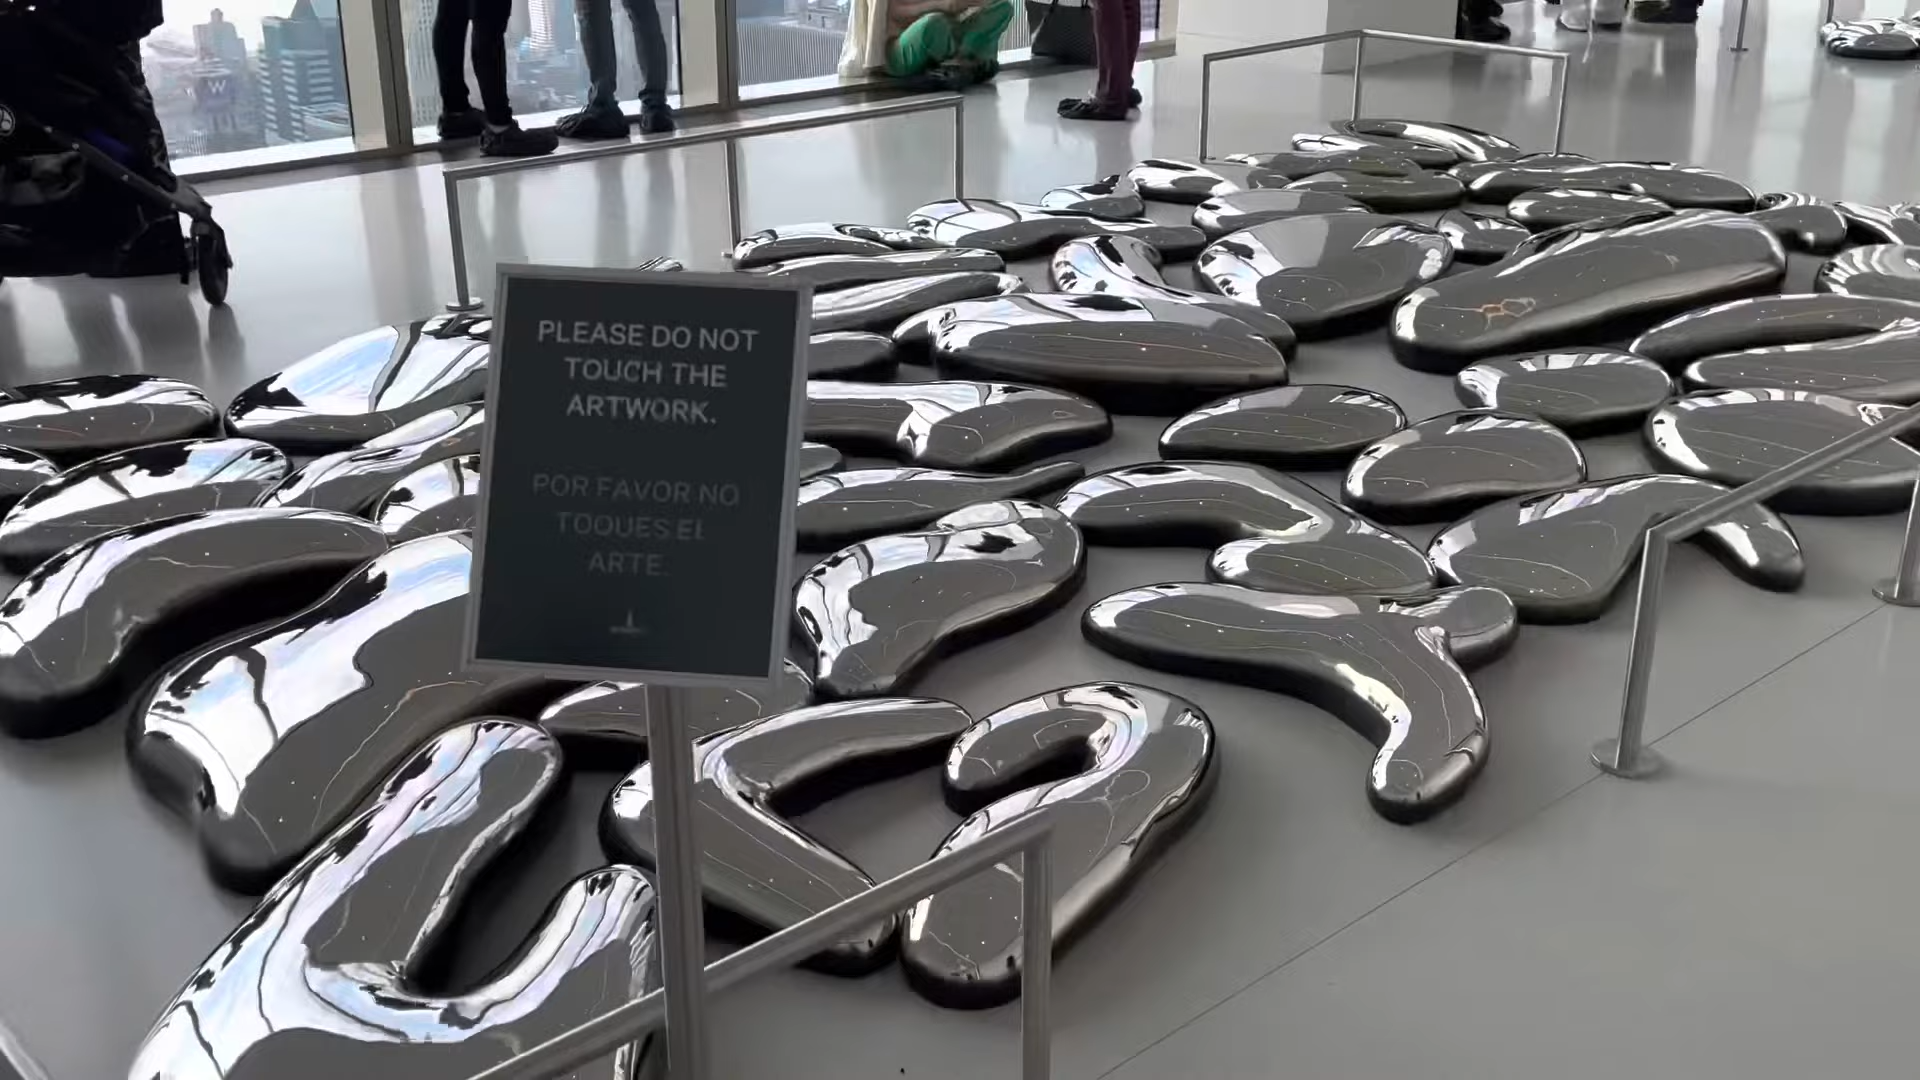 PLEASE DO NOT
TOUCH THE
ARTWORK.
POR FAVOR NO
TOQUES EL
ARTE.
W